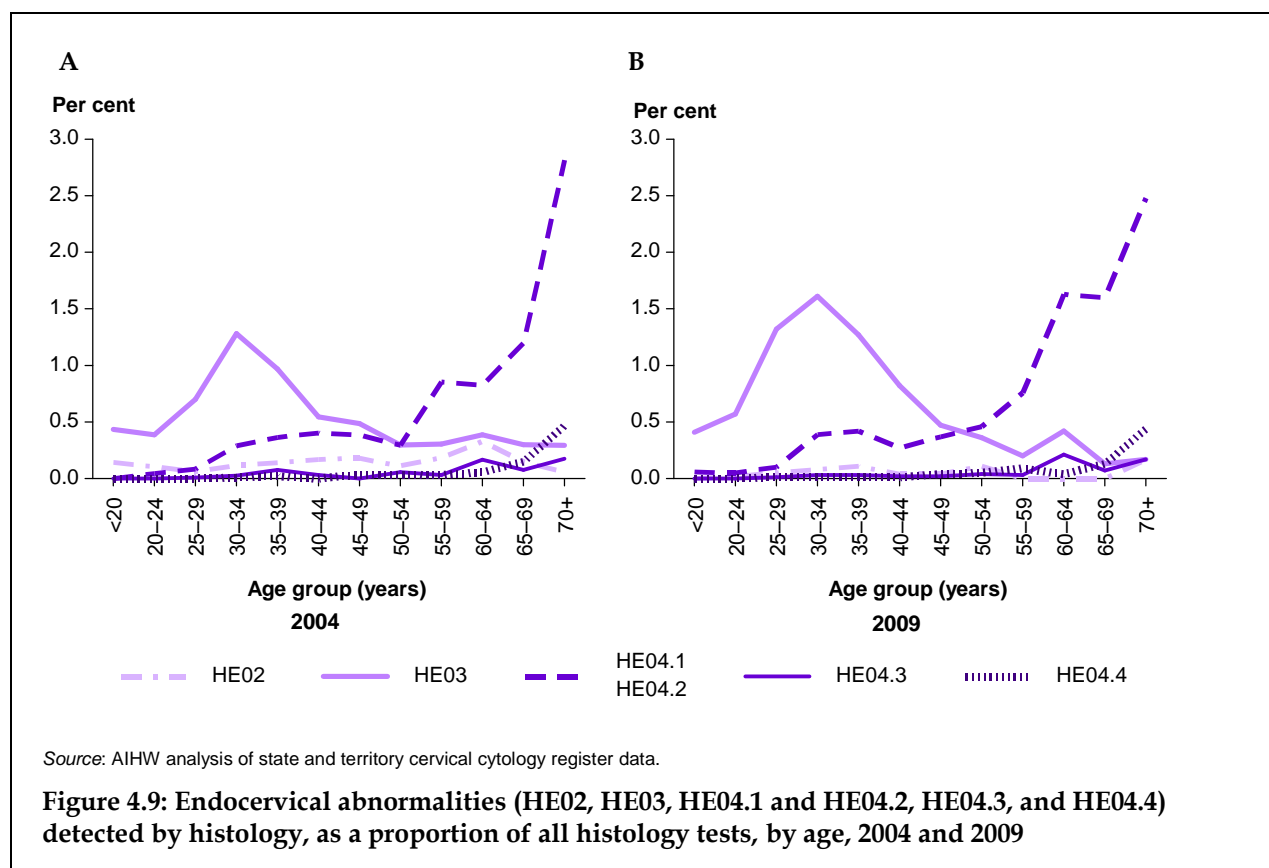 A
Per cent
3.0
2.5
2.0
1.5
1.0
0.5
0.0
<20
20–24
25–29
30–34
35–39
40–44
45–49
50–54
55–59
60–64
65–69
70+
Age group (years)
2004
B
Per cent
3.0
2.5
2.0
1.5
1.0
0.5
0.0
<20
20–24
25–29
30–34
35–39
40–44
45–49
50–54
55–59
60–64
65–69
70+
Age group (years)
2009
HE02
HE03
HE04.1
HE04.2
HE04.3
HE04.4
Source: AIHW analysis of state and territory cervical cytology register data.
Figure 4.9: Endocervical abnormalities (HE02, HE03, HE04.1 and HE04.2, HE04.3, and HE04.4)
detected by histology, as a proportion of all histology tests, by age, 2004 and 2009